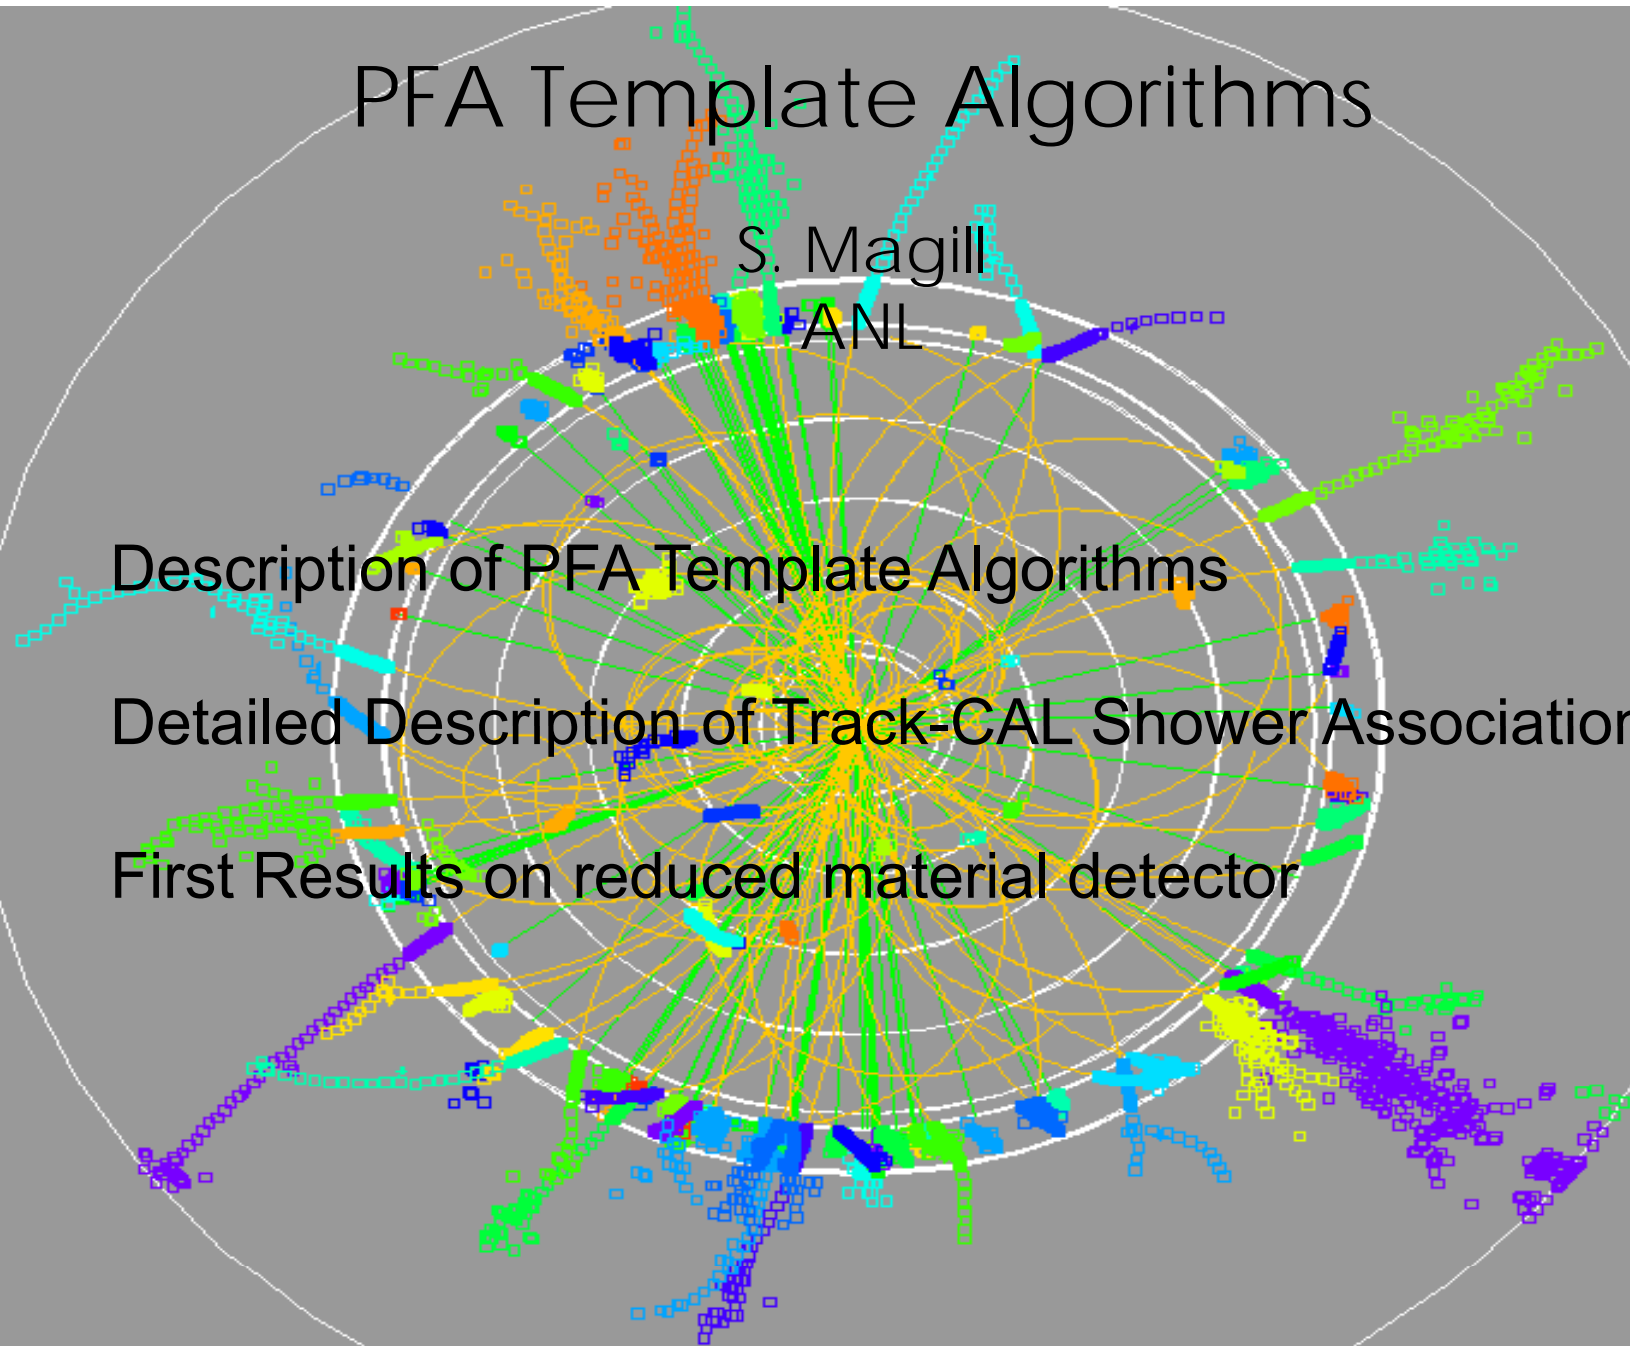 PFA Template Algorithms
S. Magill
ANL
Description of PFA Template Algorithms
Detailed Description of Track-CAL Shower Association
First Results on reduced material detector